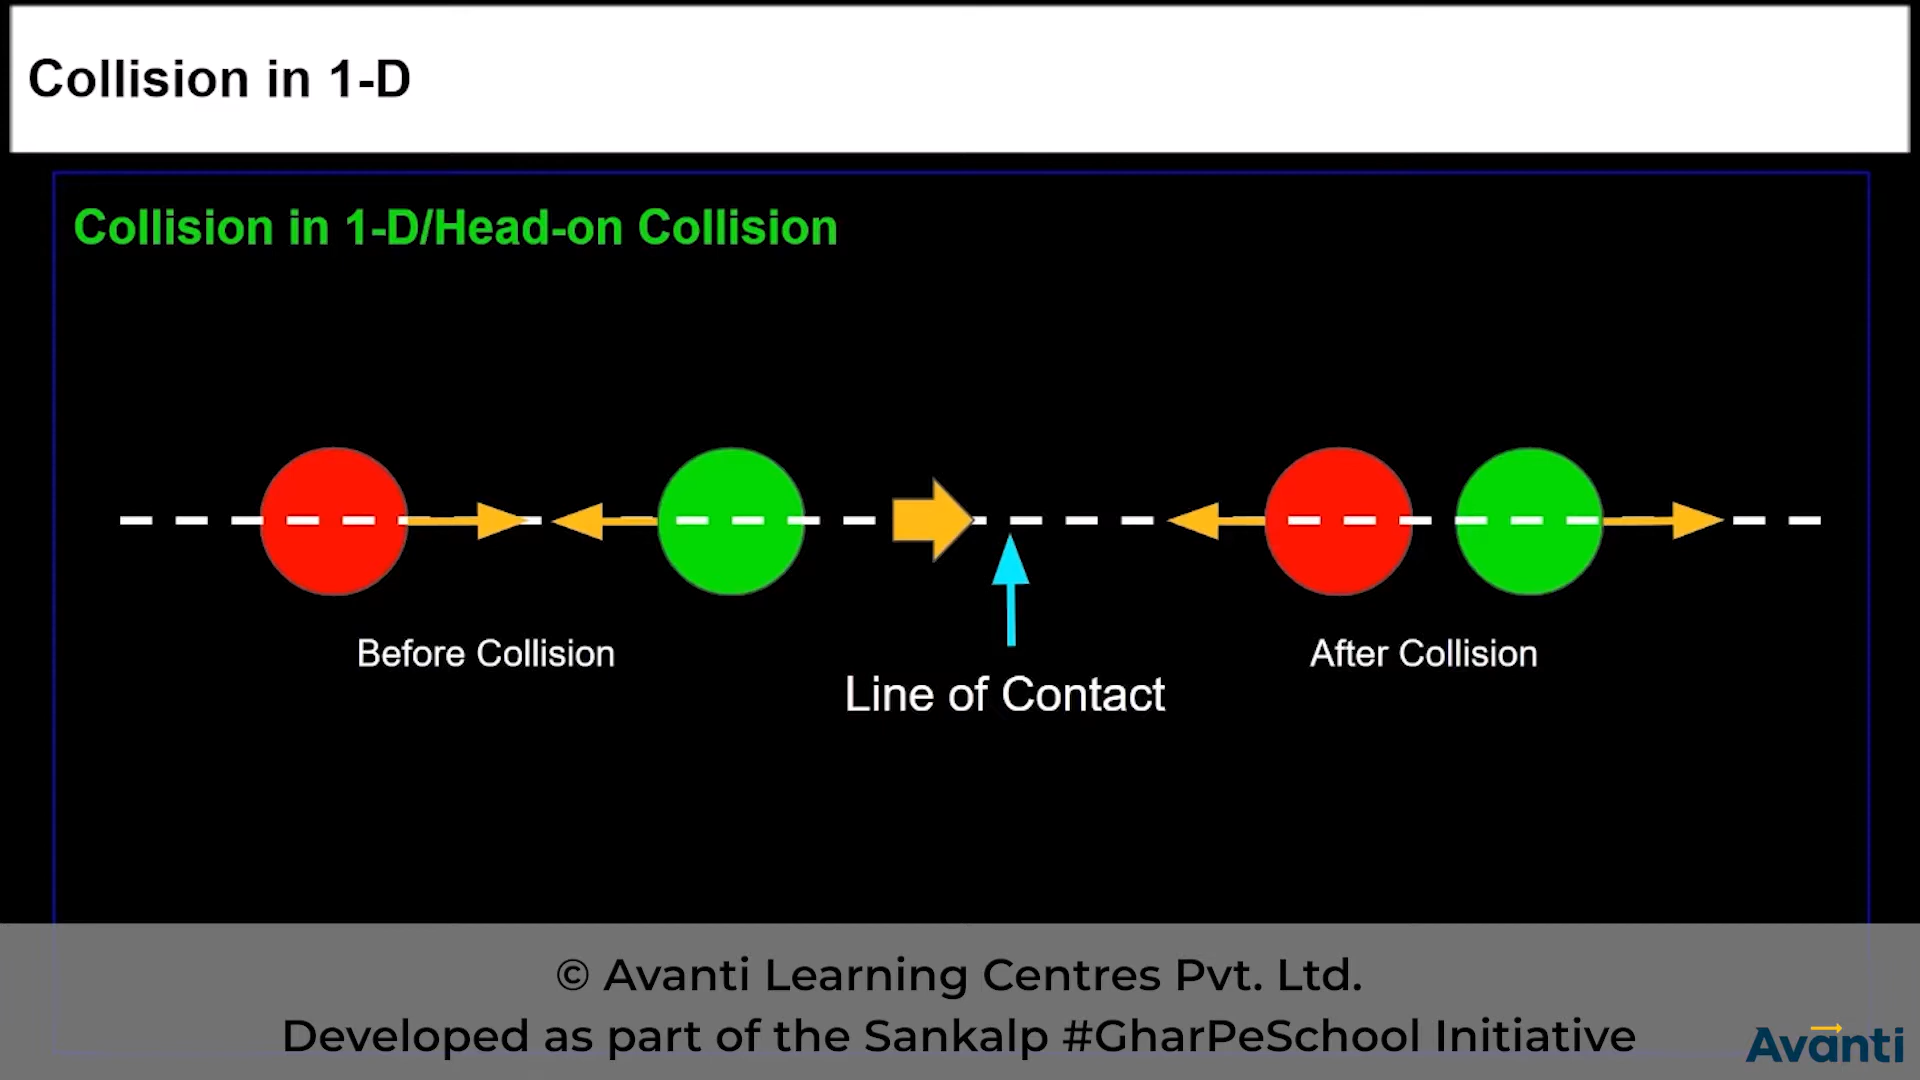 Collision in 1-D
Collision in 1-D/Head-on Collision
Before Collision
After Collision
Line of Contact
© Avanti Learning Centres Pvt. Ltd.
Developed as part of the Sankalp #GharPeSchool Initiative
Avanti